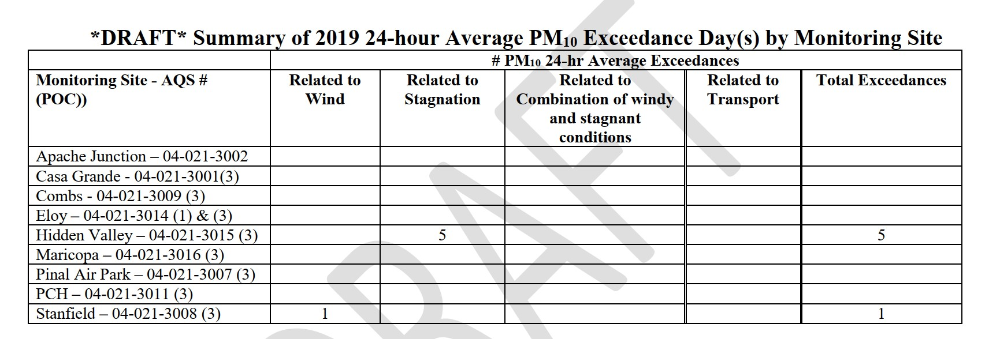 *DRAFT* Summary of 2019 24-hour Average PM10 Exceedance Day(s) by Monitoring Site
# PM10 24-hr Average Exceedances
Monitoring Site - AQS # (POC)) Related to Wind Related to Stagnation Related to Combination of windy and stagnant conditions Related to Transport Total Exceedances
Apache Junction – 04-021-3002
Casa Grande - 04-021-3001(3)
Combs - 04-021-3009 (3)
Eloy – 04-021-3014 (1) & (3)
Hidden Valley – 04-021-3015 (3) 5 5
Maricopa – 04-021-3016 (3)
Pinal Air Park – 04-021-3007 (3)
PCH – 04-021-3011 (3)
Stanfield – 04-021-3008 (3) 1 1
DRAFT